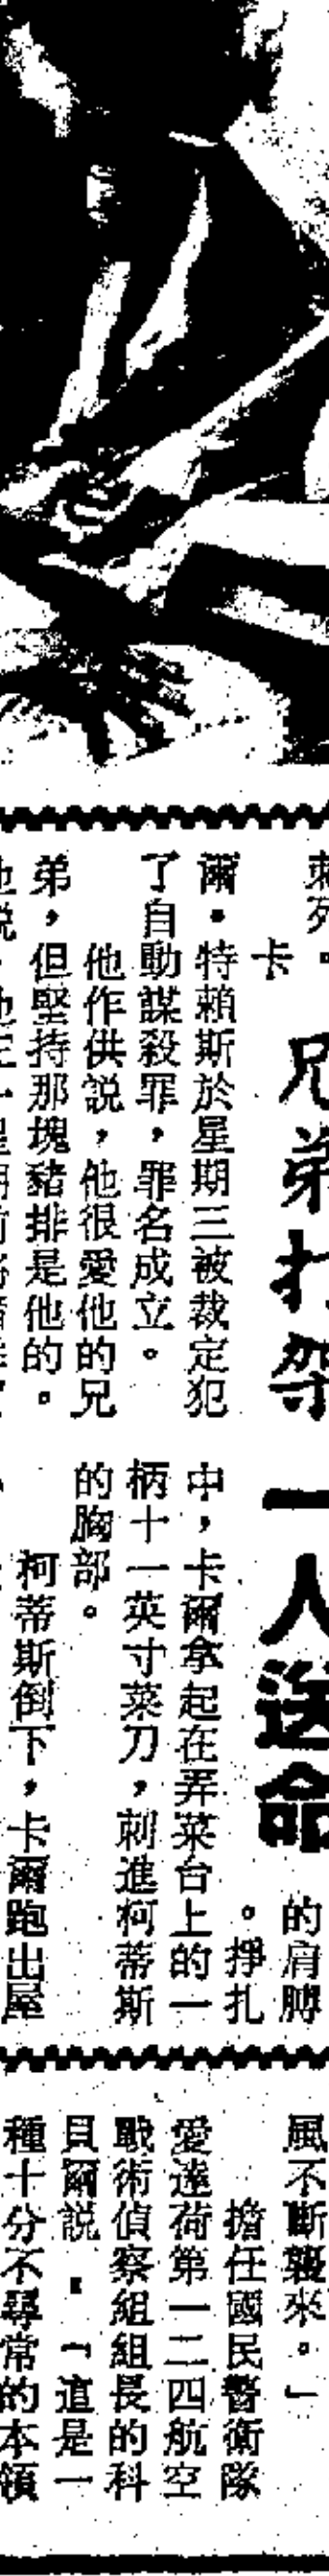 兄弟打架
一人送命
刺死。
卡
爾·特賴斯於星期三被裁定犯
了自動謀殺罪,罪名成立。
他作供說,他很愛他的兄
弟,但堅持那塊豬排是他的。
的肩膊
。掙扎
中,卡爾拿起在弄菜台上的一
柄十一英寸菜刀,刺進柯蒂斯
的胸部。
柯蒂斯倒下,卡爾跑出屋
風不斷襲來。」
擔任國民警衛隊
愛達荷第一二四航空
戰術偵察組組長的科
貝爾說:「這是一
種十分不尋常的本領